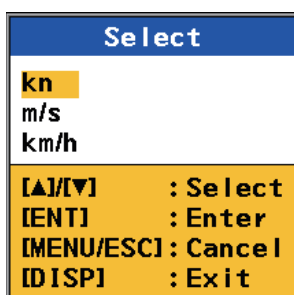 Select
kn
m/s
km/h
[▲]/[▼] :Select
[ENT] :Enter
[MENU/ESC]:Cancel
[DISP] :Exit